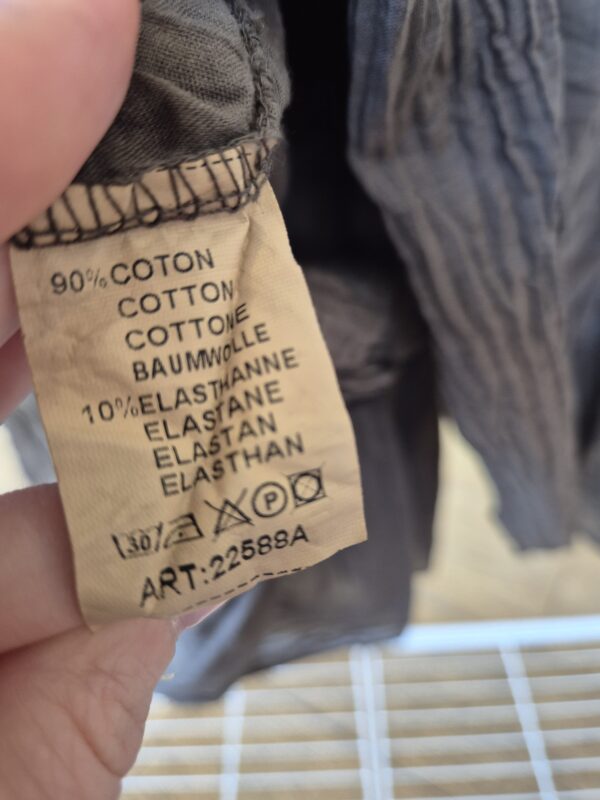 90%COTON
COTTON
COTTONE
BAUMWOLLE
10%ELASTHANNE
ELASTANE
ELASTAN
ELASTHAN
30 P
ART:22588A